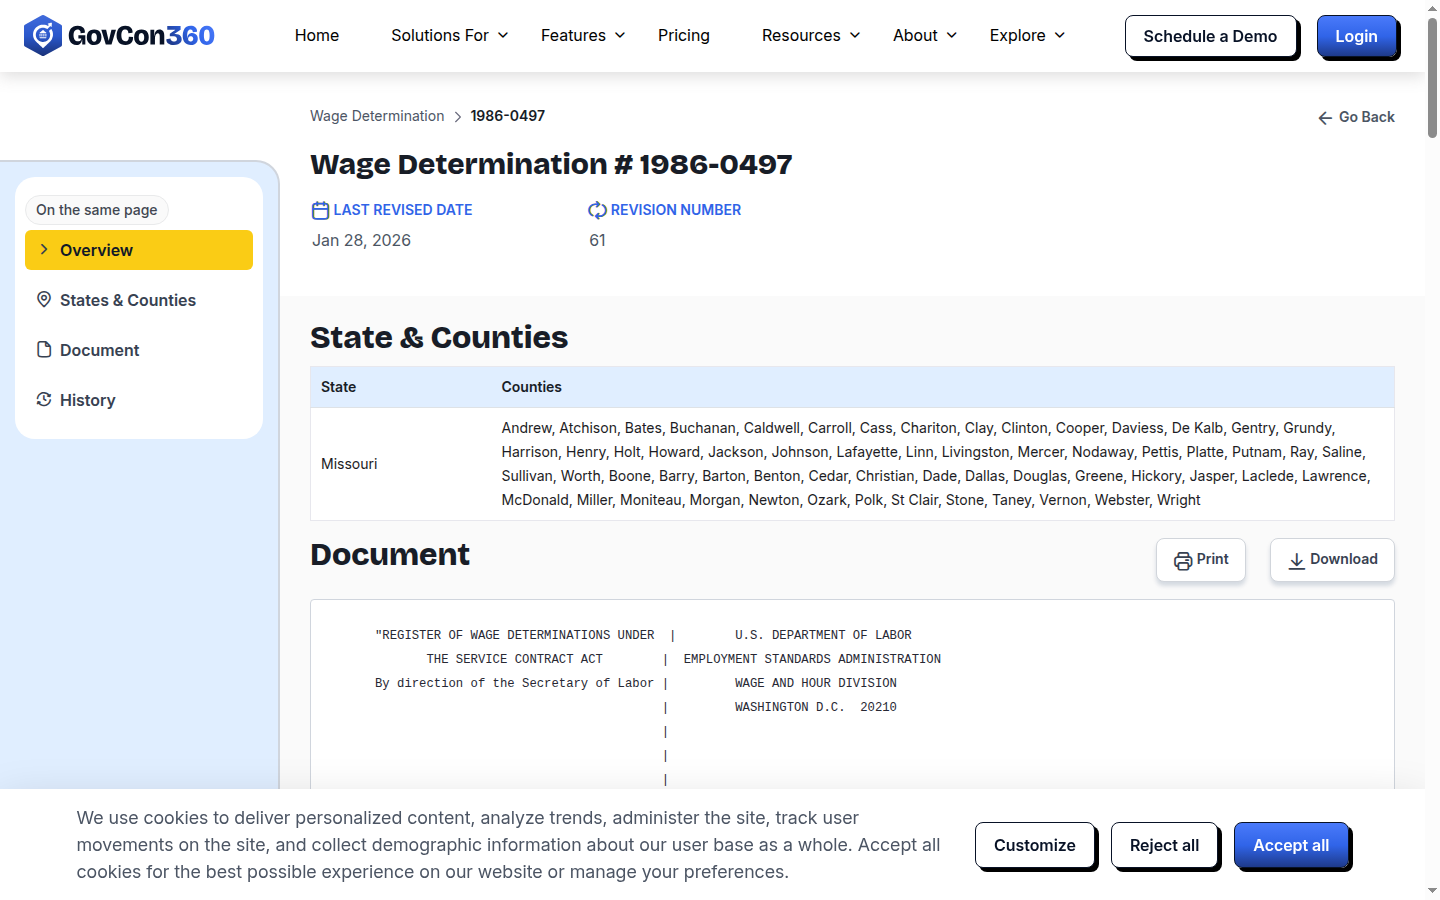 GovCon360
Home
Solutions For
Features
Pricing
Resources
About
Explore
Schedule a Demo
Login
Wage Determination > 1986-0497
Go Back
Wage Determination # 1986-0497
LAST REVISED DATE
REVISION NUMBER
Jan 28, 2026
61
On the same page
Overview
States & Counties
Document
History
State & Counties
State
Counties
Missouri
Andrew, Atchison, Bates, Buchanan, Caldwell, Carroll, Cass, Chariton, Clay, Clinton, Cooper, Daviess, De Kalb, Gentry, Grundy,
Harrison, Henry, Holt, Howard, Jackson, Johnson, Lafayette, Linn, Livingston, Mercer, Nodaway, Pettis, Platte, Putnam, Ray, Saline,
Sullivan, Worth, Boone, Barry, Barton, Benton, Cedar, Christian, Dade, Dallas, Douglas, Greene, Hickory, Jasper, Laclede, Lawrence,
McDonald, Miller, Moniteau, Morgan, Newton, Ozark, Polk, St Clair, Stone, Taney, Vernon, Webster, Wright
Document
Print
Download
"REGISTER OF WAGE DETERMINATIONS UNDER | U.S. DEPARTMENT OF LABOR
THE SERVICE CONTRACT ACT | EMPLOYMENT STANDARDS ADMINISTRATION
By direction of the Secretary of Labor | WAGE AND HOUR DIVISION
| WASHINGTON D.C. 20210
|
|
|
We use cookies to deliver personalized content, analyze trends, administer the site, track user
movements on the site, and collect demographic information about our user base as a whole. Accept all
cookies for the best possible experience on our website or manage your preferences.
Customize
Reject all
Accept all